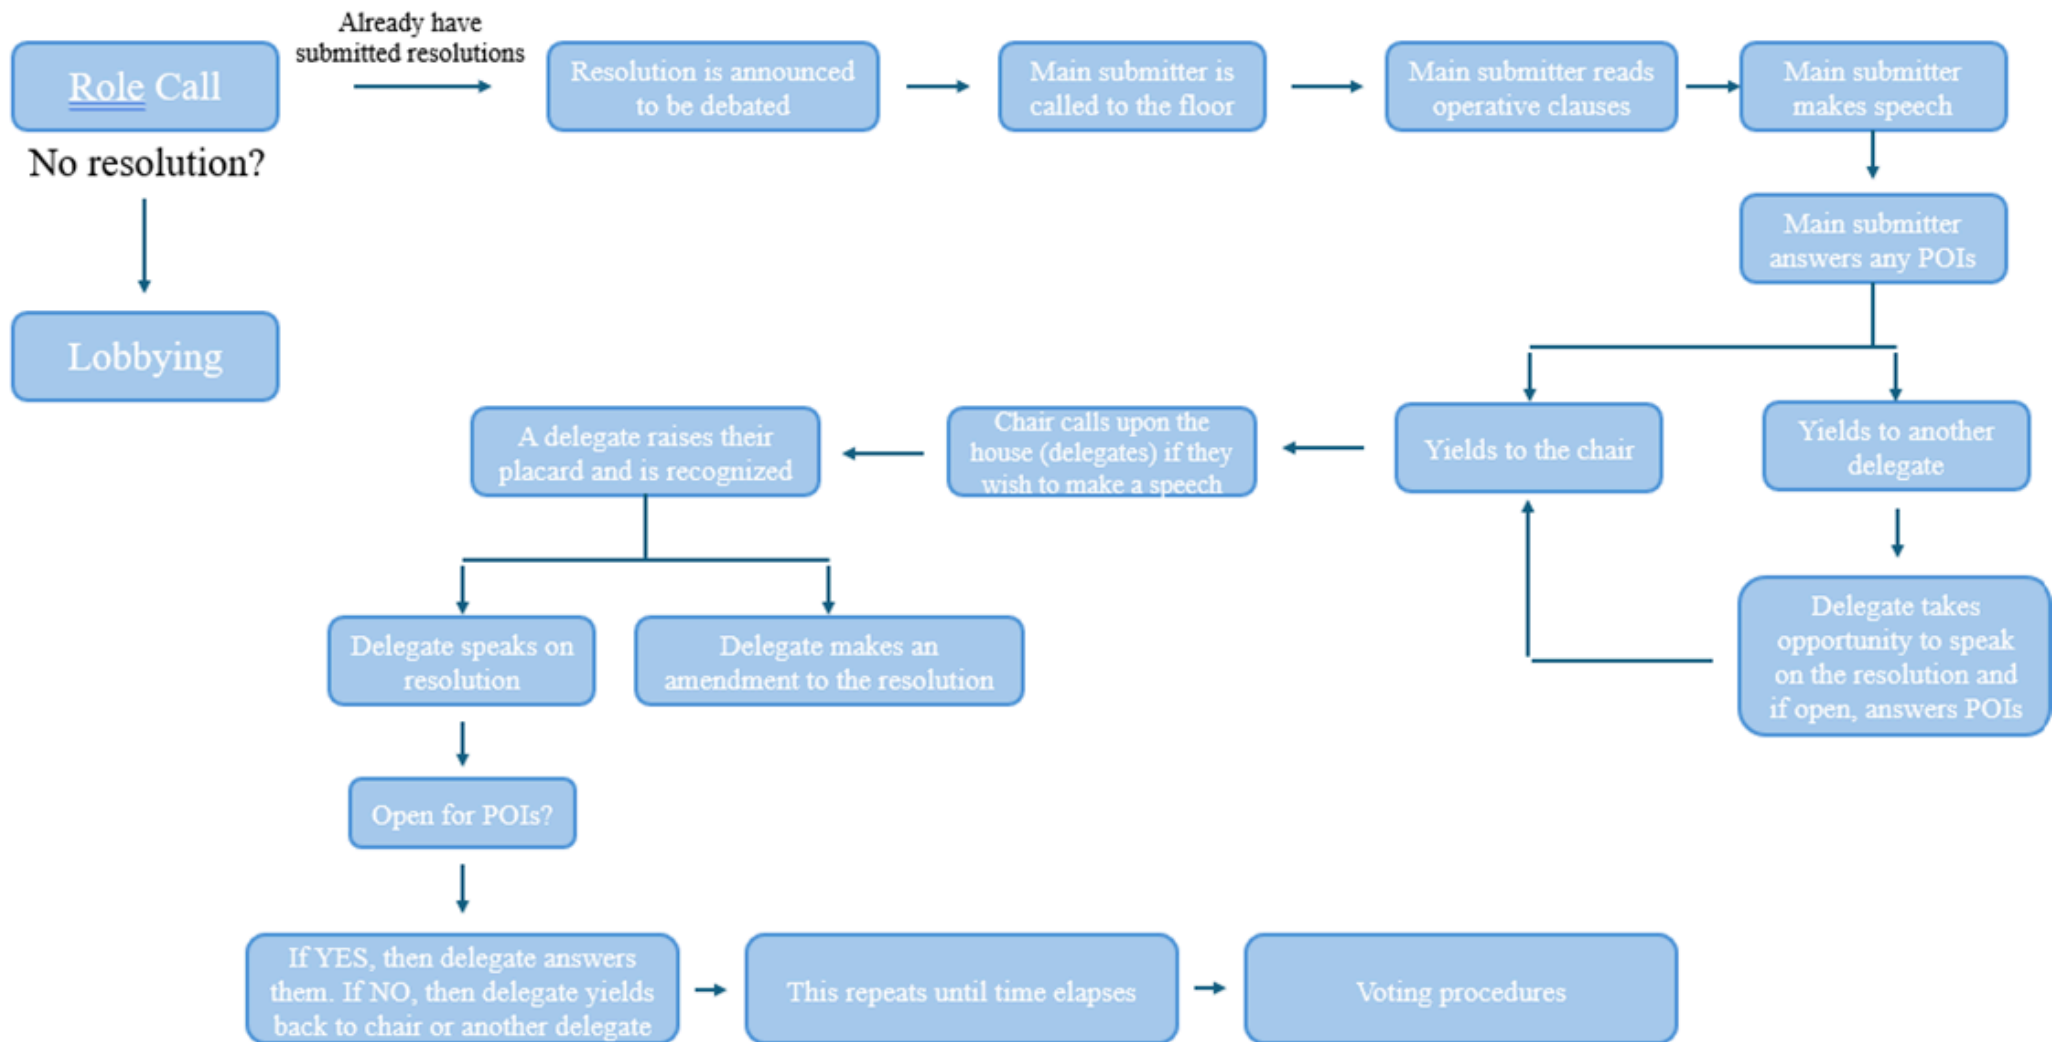 Role Call
Already have
submitted resolutions
Resolution is announced
to be debated
Main submitter is
called to the floor
Main submitter reads
operative clauses
Main submitter
makes speech
No resolution?
Lobbying
Main submitter
answers any POIs
Yields to the chair
Yields to another
delegate
Delegate takes
opportunity to speak
on the resolution and
if open, answers POIs
Chair calls upon the
house (delegates) if they
wish to make a speech
A delegate raises their
placard and is recognized
Delegate speaks on
resolution
Delegate makes an
amendment to the resolution
Open for POIs?
If YES, then delegate answers
them. If NO, then delegate yields
back to chair or another delegate
This repeats until time elapses
Voting procedures